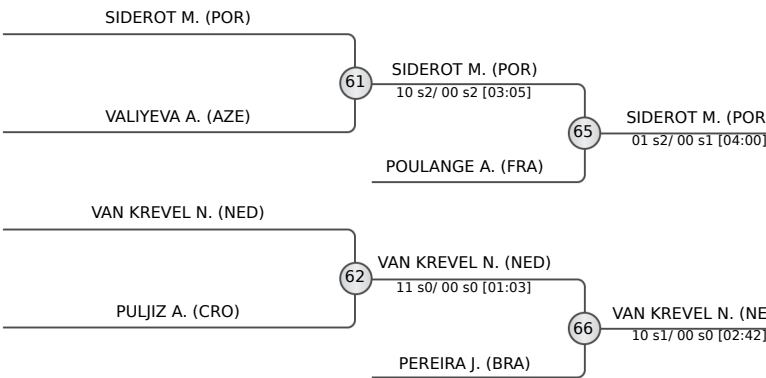 SIDEROT M. (POR)
61
SIDEROT M. (POR)
10 s2/ 00 s2 [03:05]
VALIYEVA A. (AZE)
65
SIDEROT M. (POR
01 s2/ 00 s1 [04:00]
POULANGE A. (FRA)
VAN KREVEL N. (NED)
62
VAN KREVEL N. (NED)
11 s0/ 00 s0 [01:03]
PULJIZ A. (CRO)
66
VAN KREVEL N. (NE
10 s1/ 00 s0 [02:42]
PEREIRA J. (BRA)